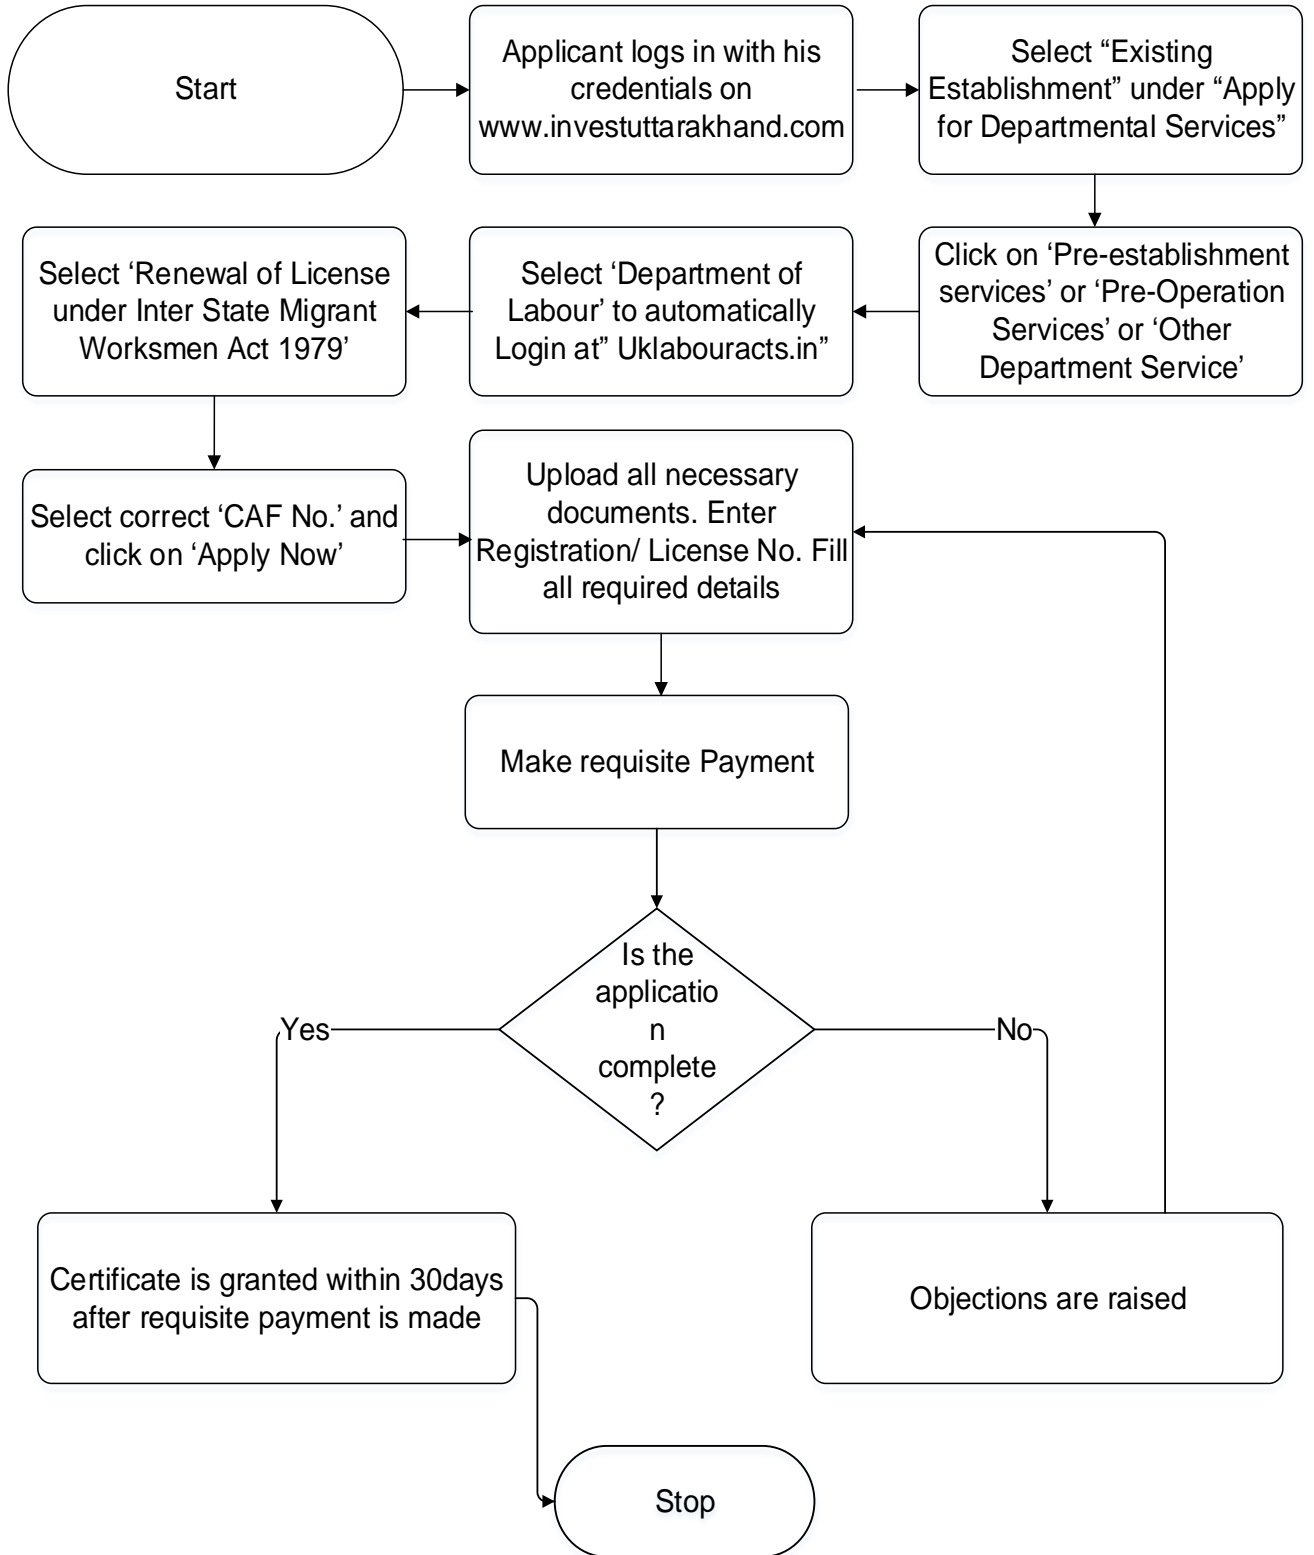 Start
Applicant logs in with his
credentials on
www.investuttarakhand.com
Select “Existing
Establishment” under “Apply
for Departmental Services”
Click on ‘Pre-establishment
services’ or ‘Pre-Operation
Services’ or ‘Other
Department Service’
Select ‘Department of
Labour’ to automatically
Login at” Uklabouracts.in”
Select ‘Renewal of License
under Inter State Migrant
Worksmen Act 1979’
Select correct ‘CAF No.’ and
click on ‘Apply Now’
Upload all necessary
documents. Enter
Registration/ License No. Fill
all required details
Make requisite Payment
Is the
applicatio
n
complete
?
Yes
No
Certificate is granted within 30days
after requisite payment is made
Objections are raised
Stop